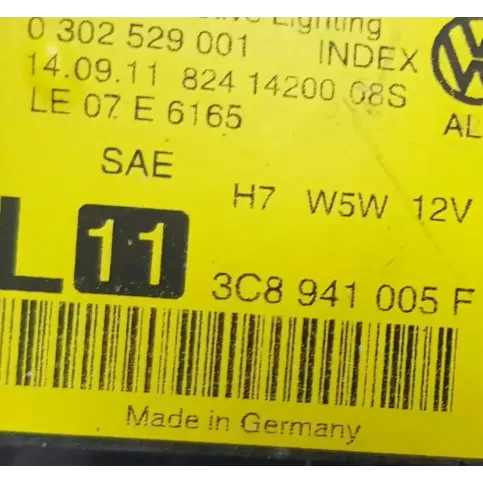 Lighting
0 302 529 001 INDEX
14.09.11 824 14200 08S
LE 07 E 6165
SAE
H7 W5W 12V
L 11
3C8 941 005 F
Made in Germany